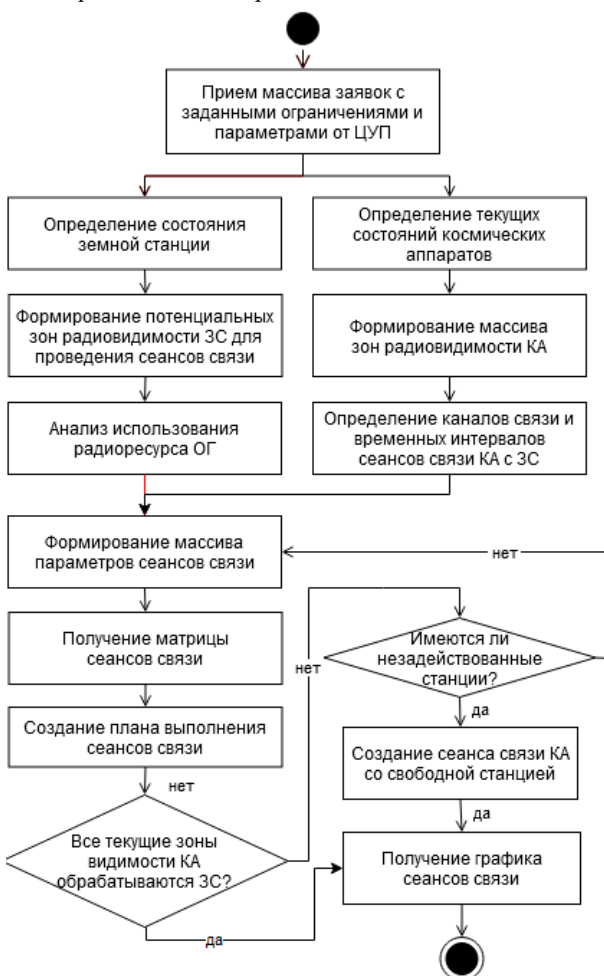 Прием массива заявок с
заданными ограничениями и
параметрами от ЦУП
Определение состояния
земной станции
Определение текущих
состояний космических
аппаратов
Формирование потенциальных
зон радиовидимости ЗС для
проведения сеансов связи
Формирование массива
зон радиовидимости КА
Анализ использования
радиоресурса ОГ
Определение каналов связи и
временных интервалов
сеансов связи КА с ЗС
Формирование массива
параметров сеансов связи
нет
Получение матрицы
сеансов связи
нет
Имеются ли
незадействованные
станции?
Создание плана выполнения
сеансов связи
да
нет
Создание сеанса связи КА
со свободной станцией
да
Все текущие зоны
видимости КА
обрабатываются ЗС?
Получение графика
сеансов связи
да